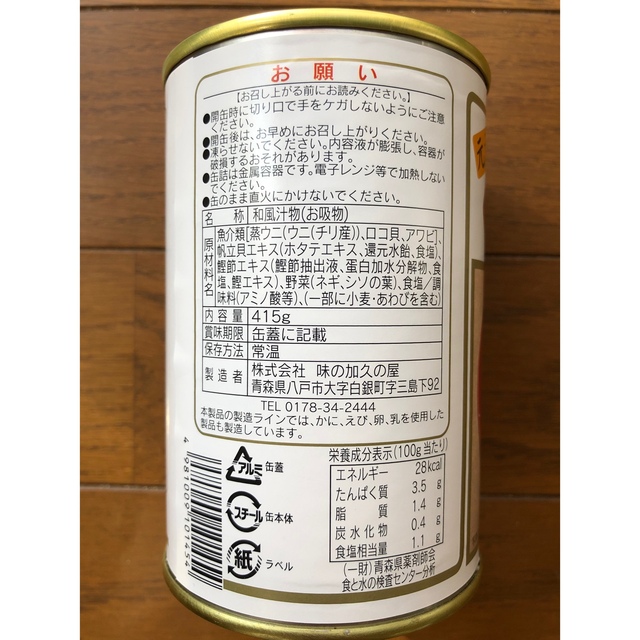 お願い
【お召し上がる前にお読みください。】
●開缶時に切り口で手をケガしないようにご注意
ください。
●開缶後は、お早めにお召し上がりください。
●凍らせないでください。内容液が膨張し、容器が
破損するおそれがあります。
●缶詰は金属容器です。電子レンジ等で加熱しない
でください。
●缶のまま直火にかけないでください。
名 称 和風汁物(お吸物)
原材料名 魚介類[蒸ウニ(ウニ(チリ産))、ロコ貝、アワビ]、
帆立貝エキス(ホタテエキス、還元水飴、食塩)、
鰹節エキス(鰹節抽出液、蛋白加水分解物、食
塩、鰹エキス)、野菜(ネギ、シソの葉)、食塩／調
味料(アミノ酸等)、(一部に小麦・あわびを含む)
内容量 415g
賞味期限 缶蓋に記載
保存方法 常温
製造者 株式会社 味の加久の屋
青森県八戸市大字白銀町字三島下92
TEL 0178-34-2444
本製品の製造ラインでは、かに、えび、卵、乳を使用した
製品も製造しています。
アルミ 缶蓋
スチール 缶本体
紙 ラベル
4981009101454
栄養成分表示(100g当たり)
エネルギー 28kcal
たんぱく質 3.5 g
脂質 1.4 g
炭水化物 0.4 g
食塩相当量 1.1 g
(一財)青森県薬剤師会
食と水の検査センター分析